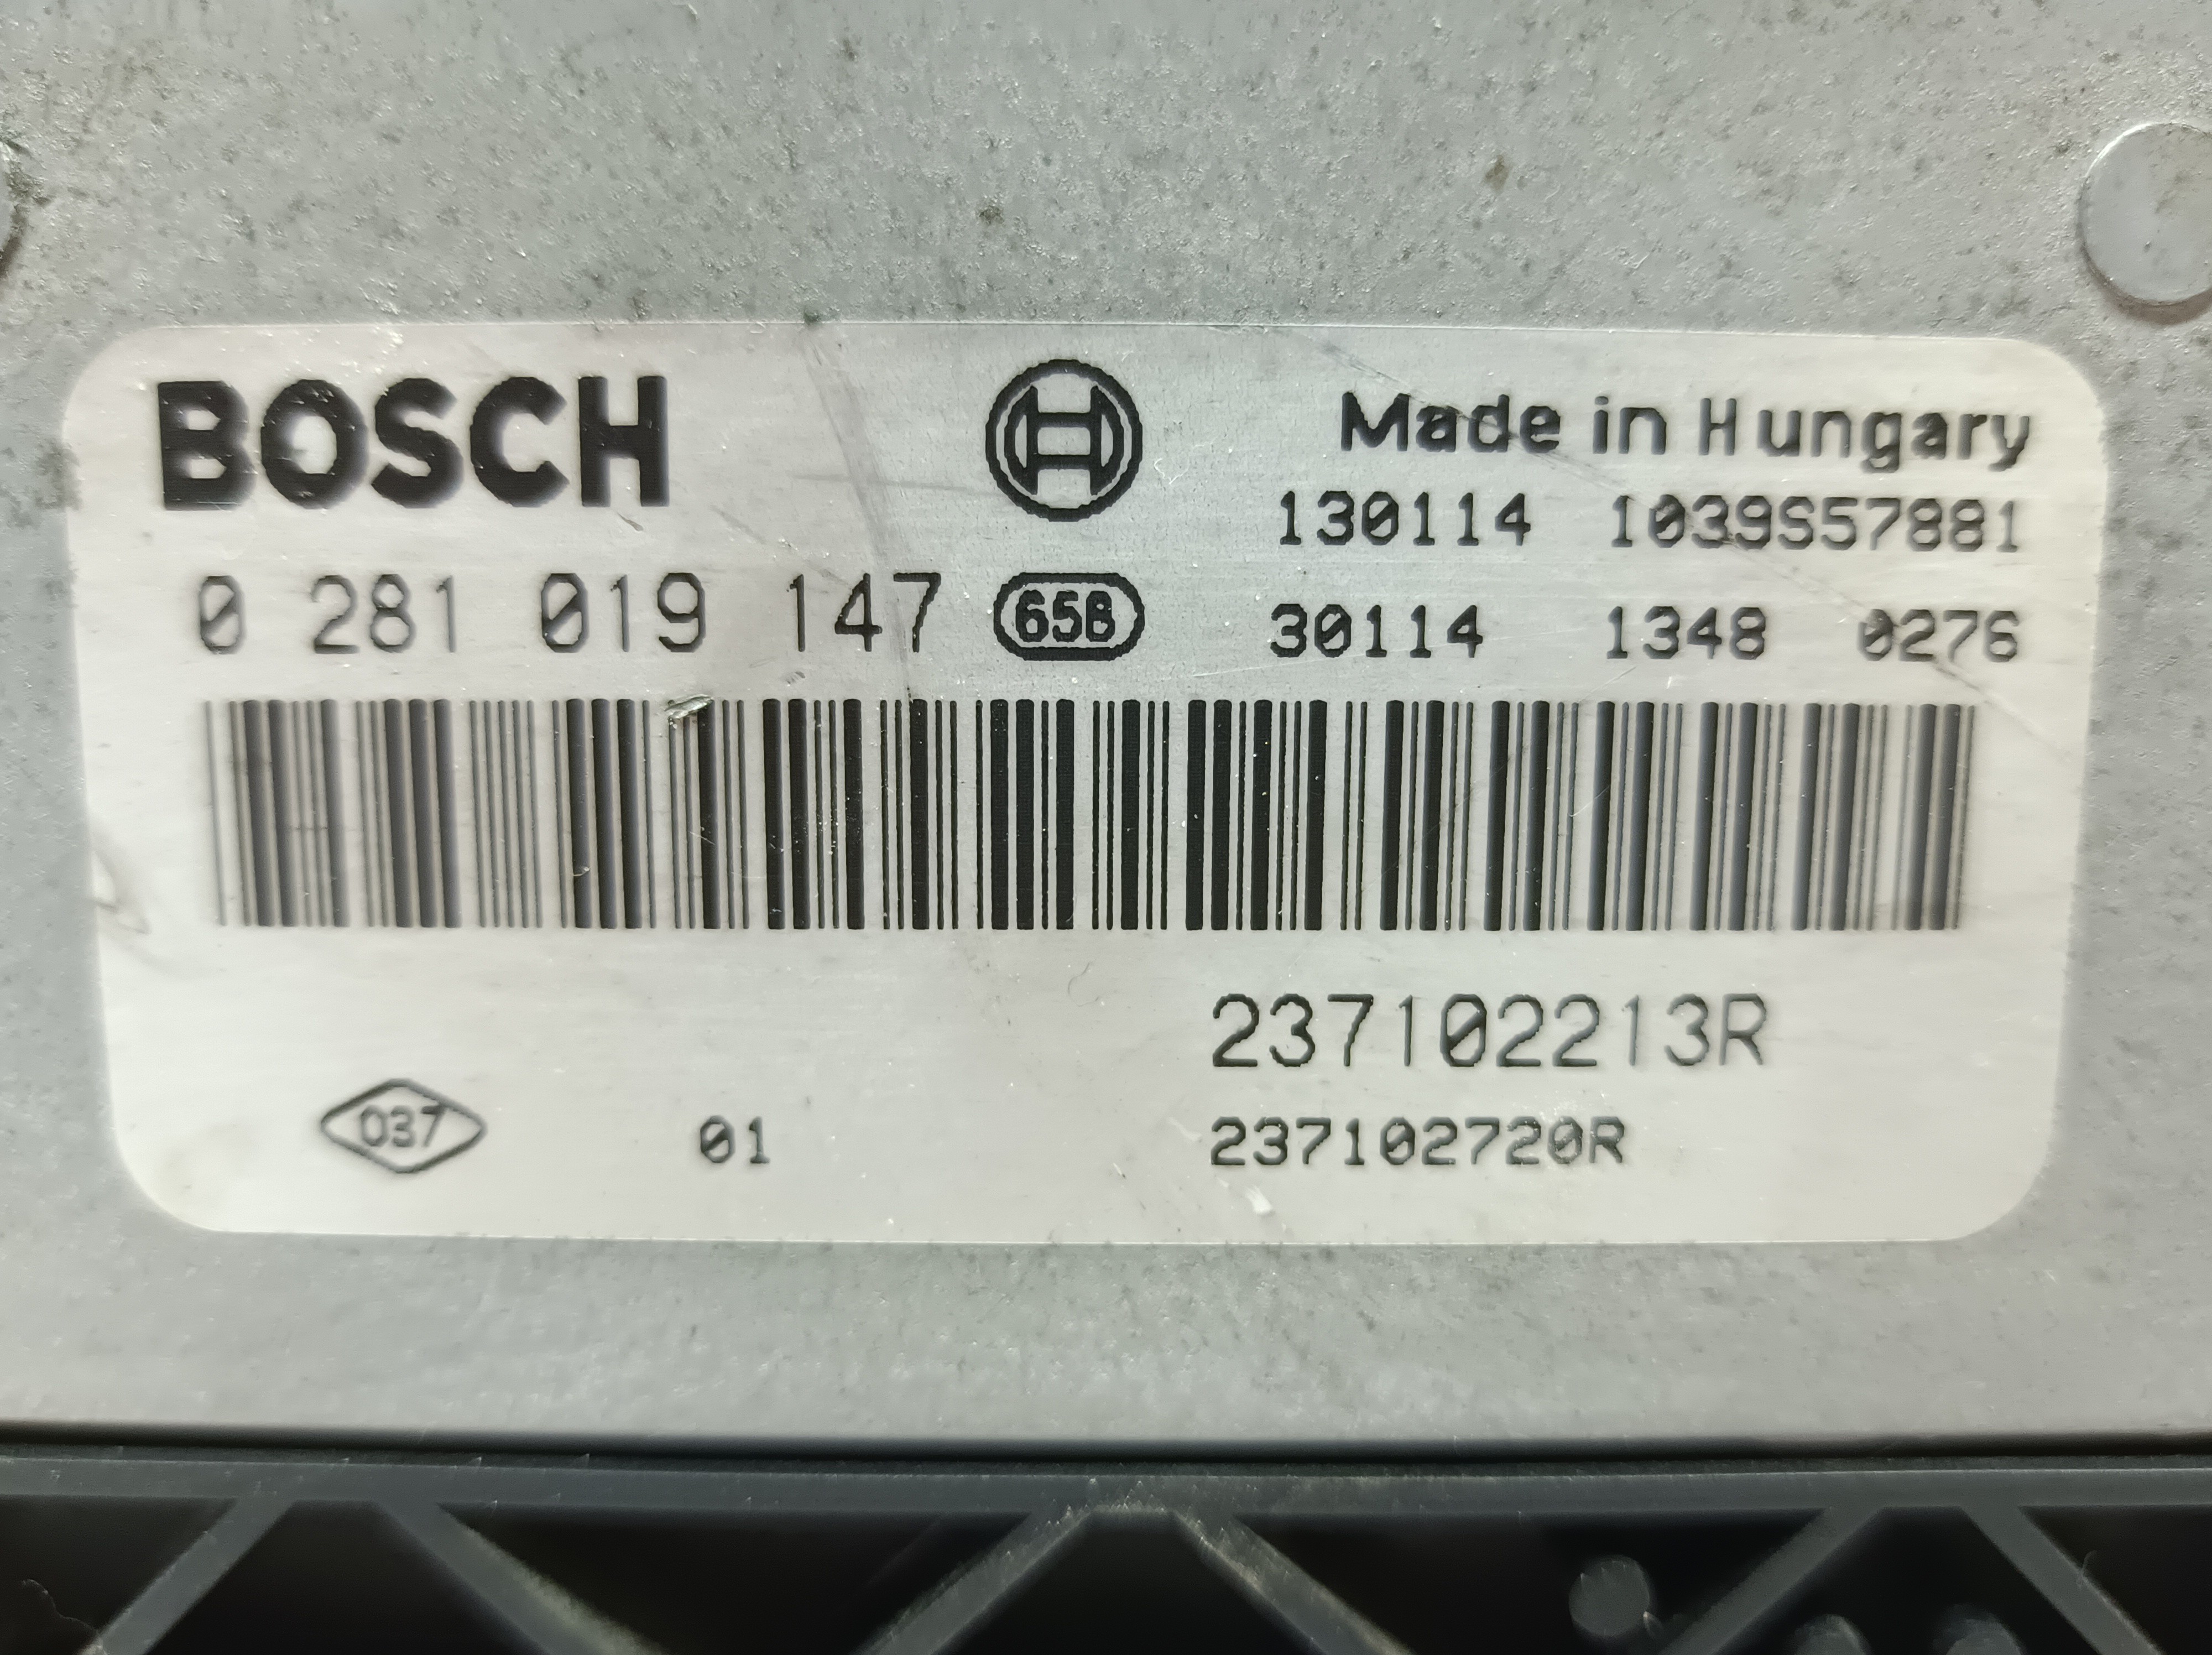 BOSCH
Made in Hungary
130114 1039S57881
0 281 019 147 65B 30114 1348 0276
237102213R
037 01 237102720R